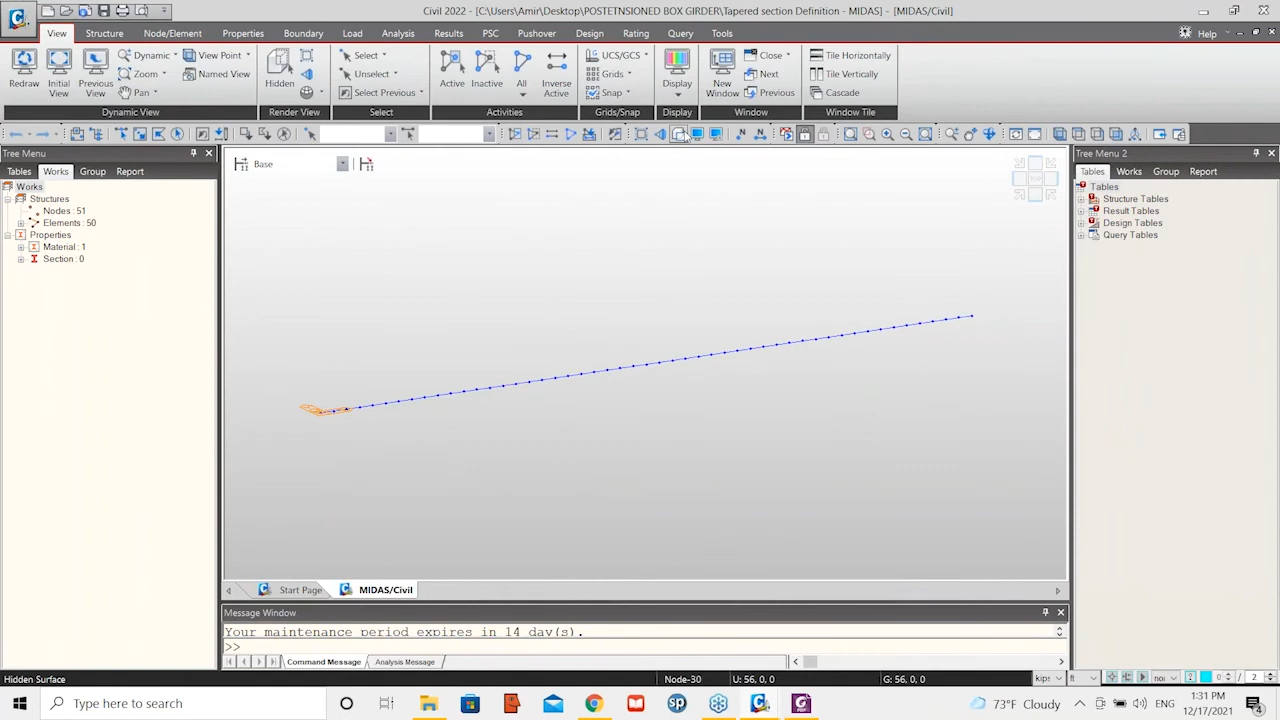 Civil 2022 - [C:\Users\Amir\Desktop\POSTETNSIONED BOX GIRDER\Tapered section Definition - MIDAS] - [MIDAS/Civil]
View Structure Node/Element Properties Boundary Load Analysis Results PSC Pushover Design Rating Query Tools Help
Redraw Initial View Previous View Dynamic Zoom Pan View Point Named View
Hidden
Select Unselect Select Previous
Active Inactive All Inverse Active
UCS/GCS Grids Snap
Display
New Window Close Next Previous
Tile Horizontally Tile Vertically Cascade
Dynamic View Render View Select Activities Grids/Snap Display Window Window Tile
Tree Menu
Tables Works Group Report
Works
Structures
Nodes : 51
Elements : 50
Properties
Material : 1
Section : 0
Base
Tree Menu 2
Tables Works Group Report
Tables
Structure Tables
Result Tables
Design Tables
Query Tables
Start Page MIDAS/Civil
Message Window
Your maintenance period expires in 14 day(s).
>>
Command Message Analysis Message
Hidden Surface Node-30 U: 56, 0, 0 G: 56, 0, 0 kips ft non 0 / 2
Type here to search
73°F Cloudy
ENG
1:31 PM
12/17/2021
4